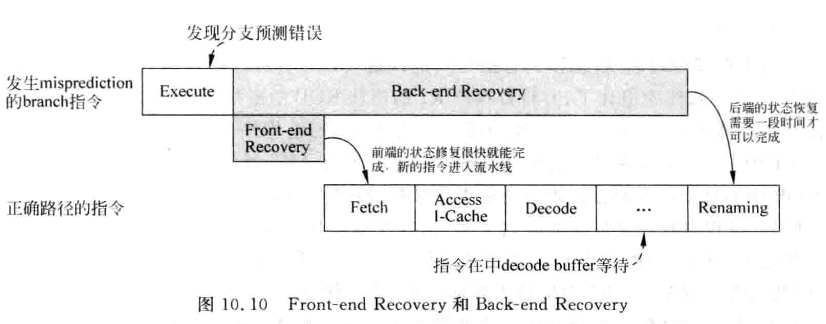 发现分支预测错误
发生misprediction
的branch指令
Execute
Back-end Recovery
后端的状态恢复
需要一段时间才
可以完成
Front-end
Recovery
前端的状态修复很快就能完
成，新的指令进入流水线
正确路径的指令
Fetch
Access
I-Cache
Decode
…
Renaming
指令在中decode buffer等待
图 10.10 Front-end Recovery 和 Back-end Recovery